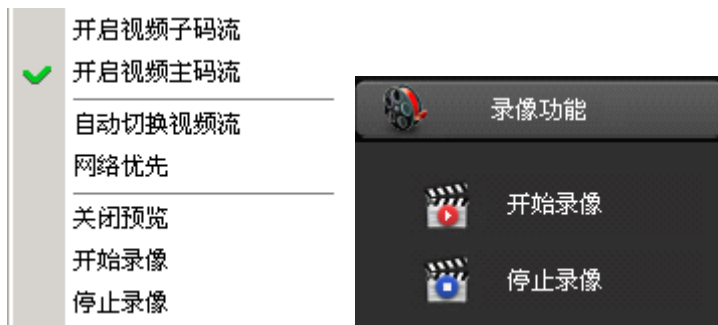 开启视频子码流
开启视频主码流
自动切换视频流
网络优先
关闭预览
开始录像
停止录像
录像功能
开始录像
停止录像